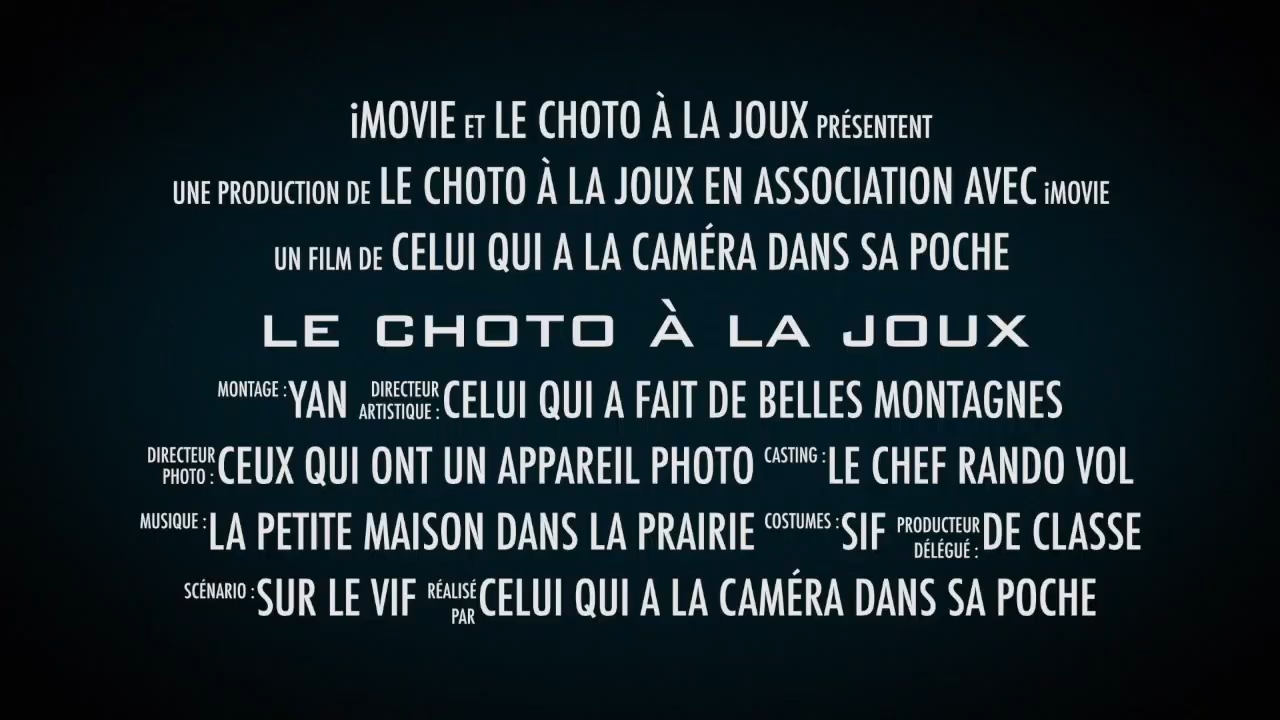 iMOVIE ET LE CHOTO À LA JOUX PRÉSENTENT
UNE PRODUCTION DE LE CHOTO À LA JOUX EN ASSOCIATION AVEC iMOVIE
UN FILM DE CELUI QUI A LA CAMÉRA DANS SA POCHE
LE CHOTO À LA JOUX
MONTAGE : YAN DIRECTEUR ARTISTIQUE : CELUI QUI A FAIT DE BELLES MONTAGNES
DIRECTEUR PHOTO : CEUX QUI ONT UN APPAREIL PHOTO CASTING : LE CHEF RANDO VOL
MUSIQUE : LA PETITE MAISON DANS LA PRAIRIE COSTUMES : SIF PRODUCTEUR DÉLÉGUÉ : DE CLASSE
SCÉNARIO : SUR LE VIF RÉALISÉ PAR CELUI QUI A LA CAMÉRA DANS SA POCHE